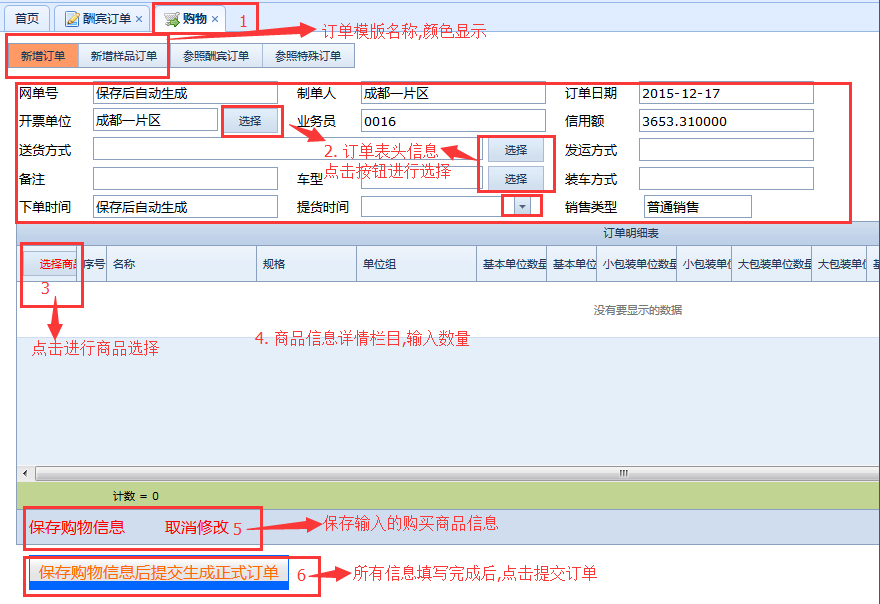 首页 酬宾订单 × 购物 × 1
订单模版名称,颜色显示
新增订单 新增样品订单 参照酬宾订单 参照特殊订单
网单号 保存后自动生成 制单人 成都一片区 订单日期 2015-12-17
开票单位 成都一片区 选择 业务员 0016 信用额 3653.310000
送货方式 选择 发运方式
2. 订单表头信息
点击按钮进行选择
备注 车型 选择 装车方式
下单时间 保存后自动生成 提货时间 销售类型 普通销售
订单明细表
选择商品 序号 名称 规格 单位组 基本单位数量 基本单位 小包装单位数量 小包装单位 大包装单位数量 大包装单位 基
3
没有要显示的数据
点击进行商品选择
4. 商品信息详情栏目,输入数量
计数 = 0
保存购物信息 取消修改 5 保存输入的购买商品信息
保存购物信息后提交生成正式订单 6 所有信息填写完成后,点击提交订单